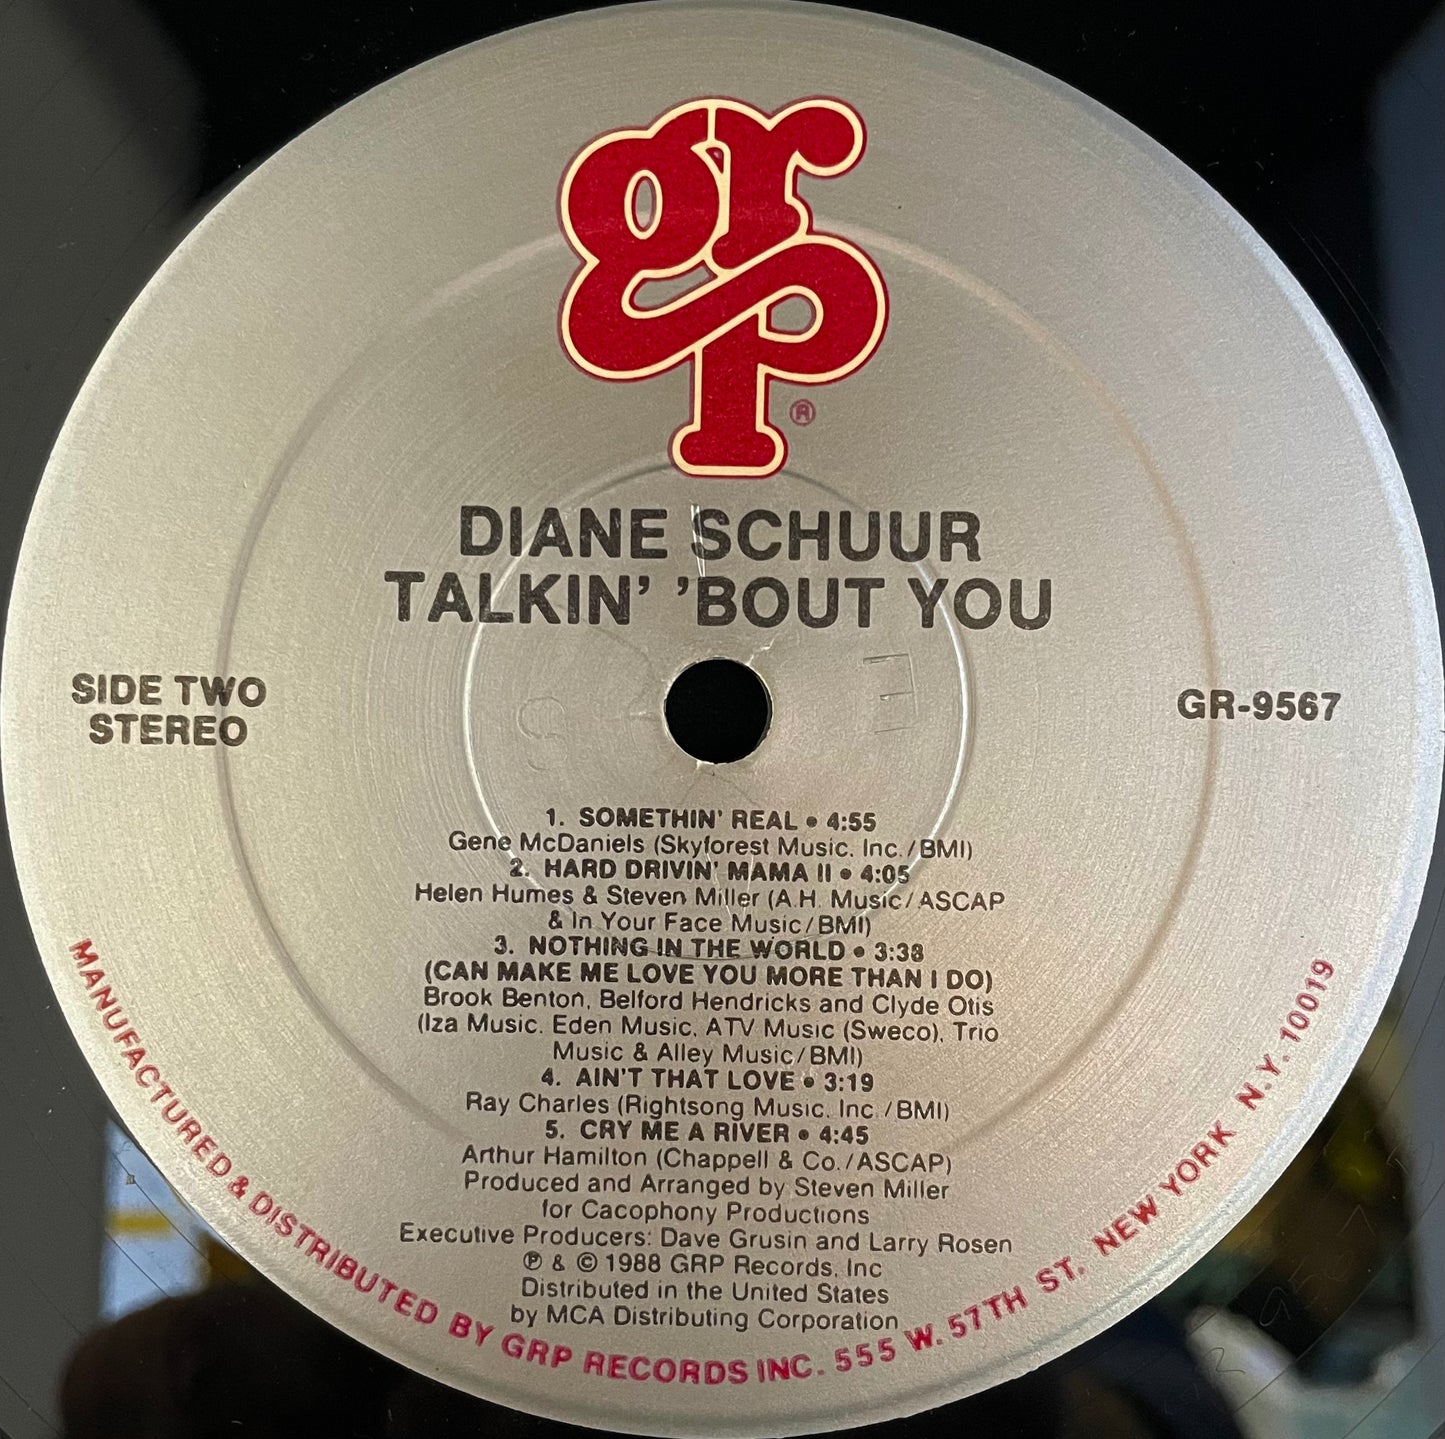 grp ®
DIANE SCHUUR
TALKIN' 'BOUT YOU
SIDE TWO
STEREO
GR-9567
1. SOMETHIN' REAL • 4:55
Gene McDaniels (Skyforest Music, Inc./BMI)
2. HARD DRIVIN' MAMA II • 4:05
Helen Humes & Steven Miller (A.H. Music/ASCAP
& In Your Face Music/BMI)
3. NOTHING IN THE WORLD • 3:38
(CAN MAKE ME LOVE YOU MORE THAN I DO)
Brook Benton, Belford Hendricks and Clyde Otis
(Iza Music, Eden Music, ATV Music (Sweco), Trio
Music & Alley Music/BMI)
4. AIN'T THAT LOVE • 3:19
Ray Charles (Rightsong Music, Inc./BMI)
5. CRY ME A RIVER • 4:45
Arthur Hamilton (Chappell & Co./ASCAP)
Produced and Arranged by Steven Miller
for Cacophony Productions
Executive Producers: Dave Grusin and Larry Rosen
℗ & © 1988 GRP Records, Inc
Distributed in the United States
by MCA Distributing Corporation
MANUFACTURED & DISTRIBUTED BY GRP RECORDS INC. 555 W. 57TH ST. NEW YORK N.Y. 10019